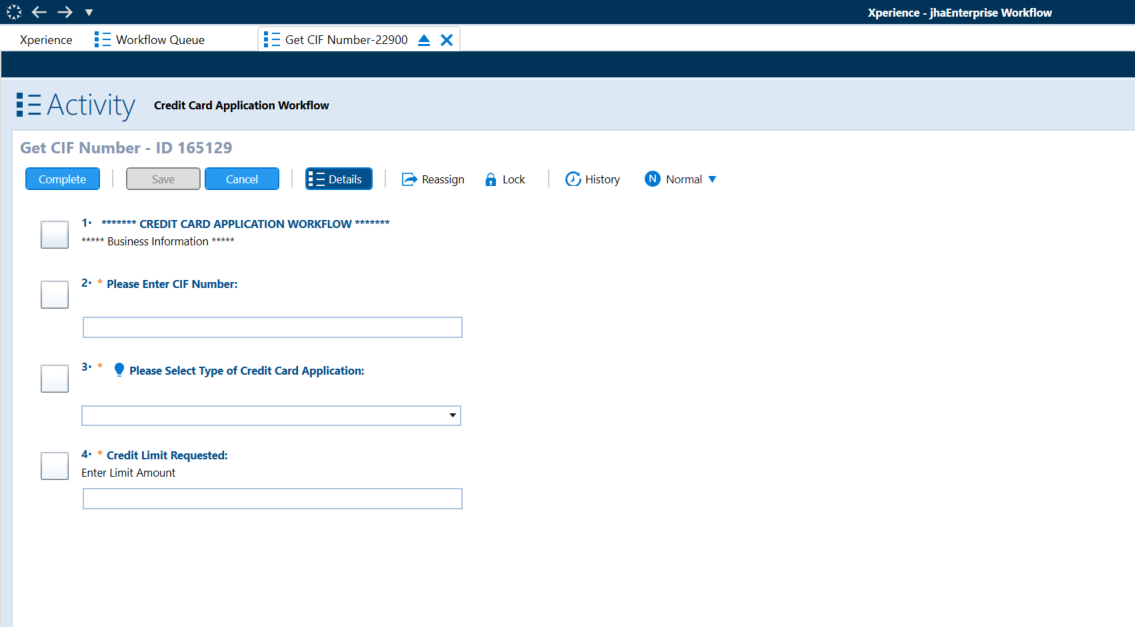 Xperience - jhaEnterprise Workflow
Xperience
Workflow Queue
Get CIF Number-22900
Activity
Credit Card Application Workflow
Get CIF Number - ID 165129
Complete
Save
Cancel
Details
Reassign
Lock
History
N Normal
1· ******* CREDIT CARD APPLICATION WORKFLOW *******
***** Business Information *****
2· * Please Enter CIF Number:
3· * Please Select Type of Credit Card Application:
4· * Credit Limit Requested:
Enter Limit Amount